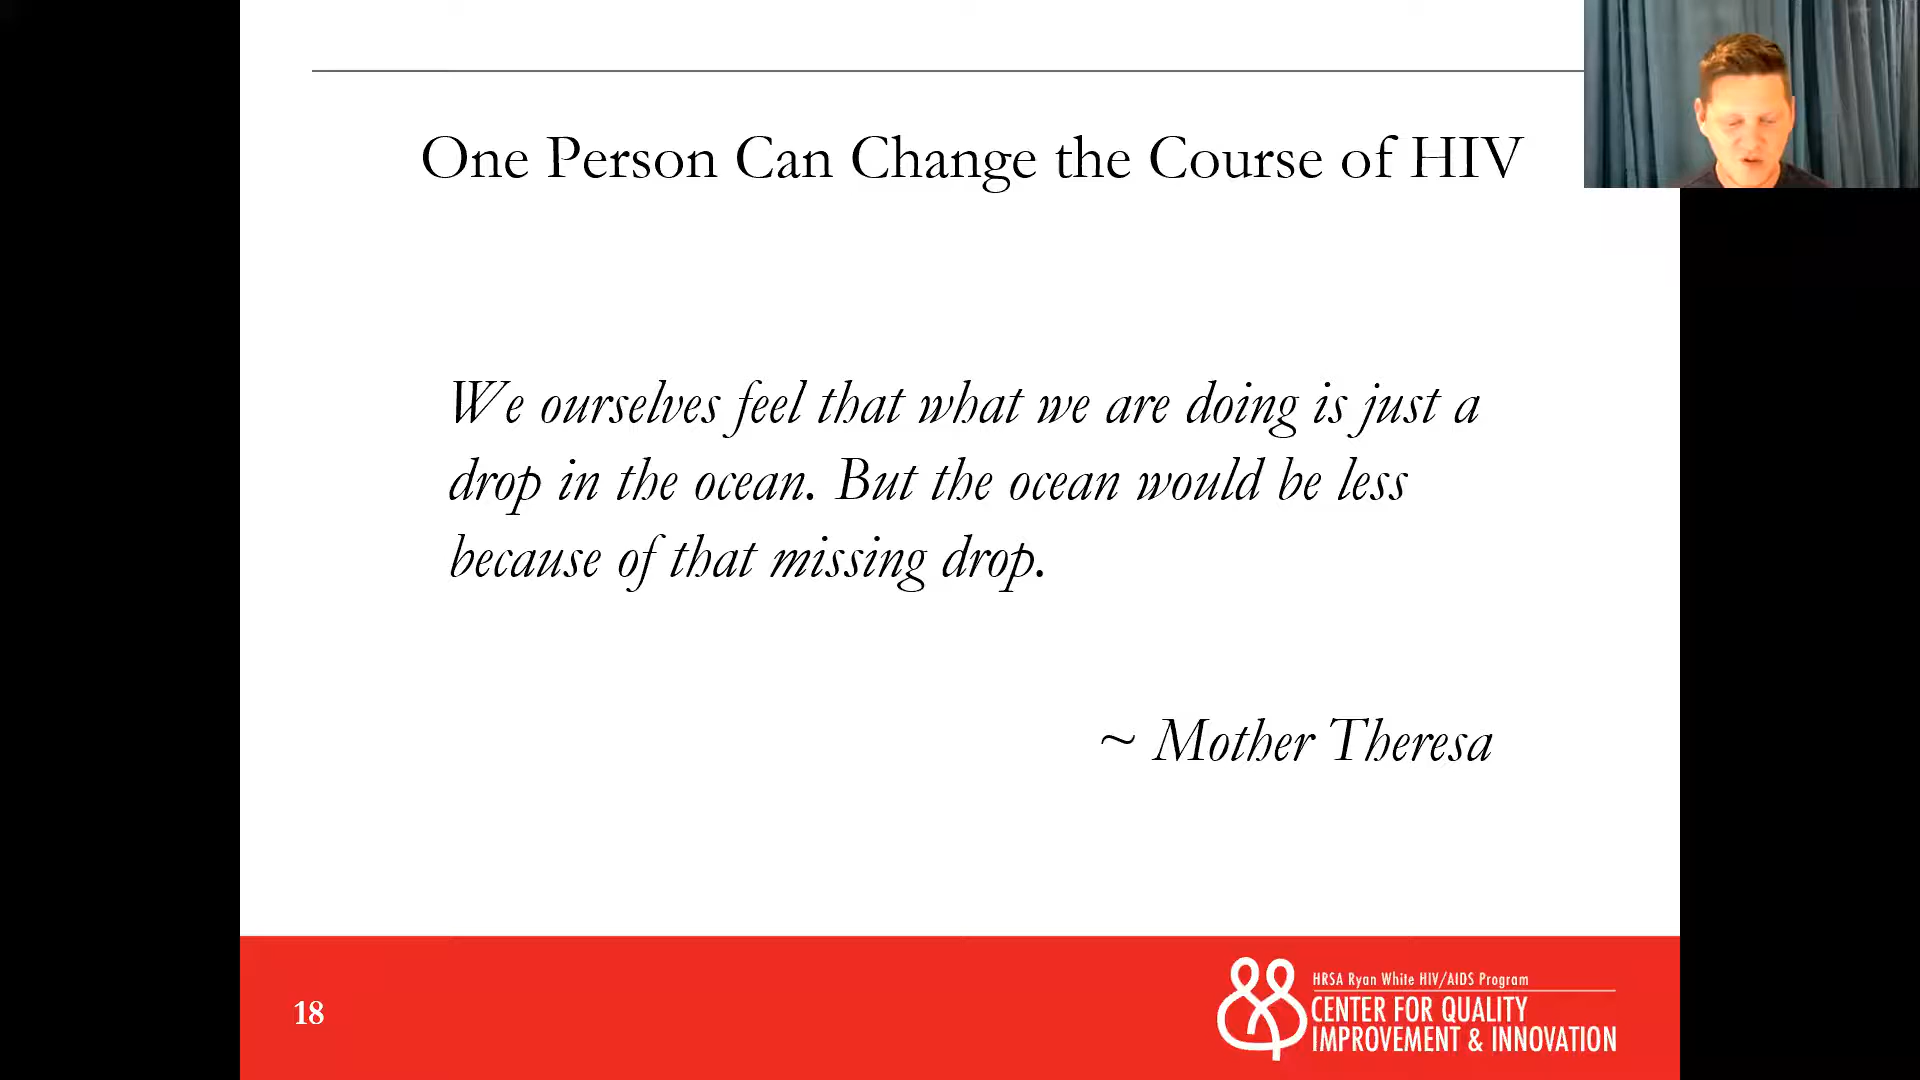 One Person Can Change the Course of HIV
We ourselves feel that what we are doing is just a
drop in the ocean. But the ocean would be less
because of that missing drop.
~ Mother Theresa
18
HRSA Ryan White HIV/AIDS Program
CENTER FOR QUALITY
IMPROVEMENT & INNOVATION